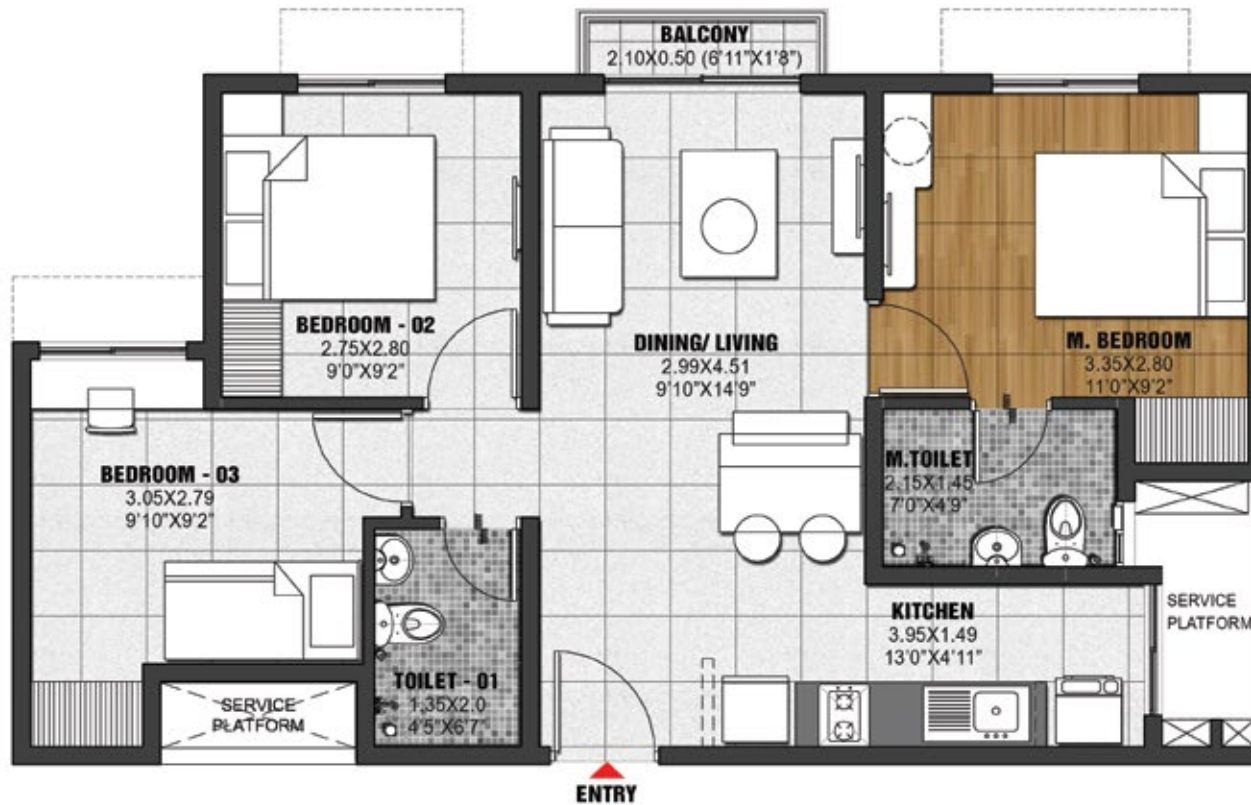 BALCONY
2.10X0.50 (6'11"X1'8")
BEDROOM - 02
2.75X2.80
9'0"X9'2"
DINING/ LIVING
2.99X4.51
9'10"X14'9"
M. BEDROOM
3.35X2.80
11'0"X9'2"
BEDROOM - 03
3.05X2.79
9'10"X9'2"
M.TOILET
2.15X1.45
7'0"X4'9"
KITCHEN
3.95X1.49
13'0"X4'11"
SERVICE
PLATFORM
TOILET - 01
1.35X2.0
4'5"X6'7"
SERVICE
PLATFORM
ENTRY